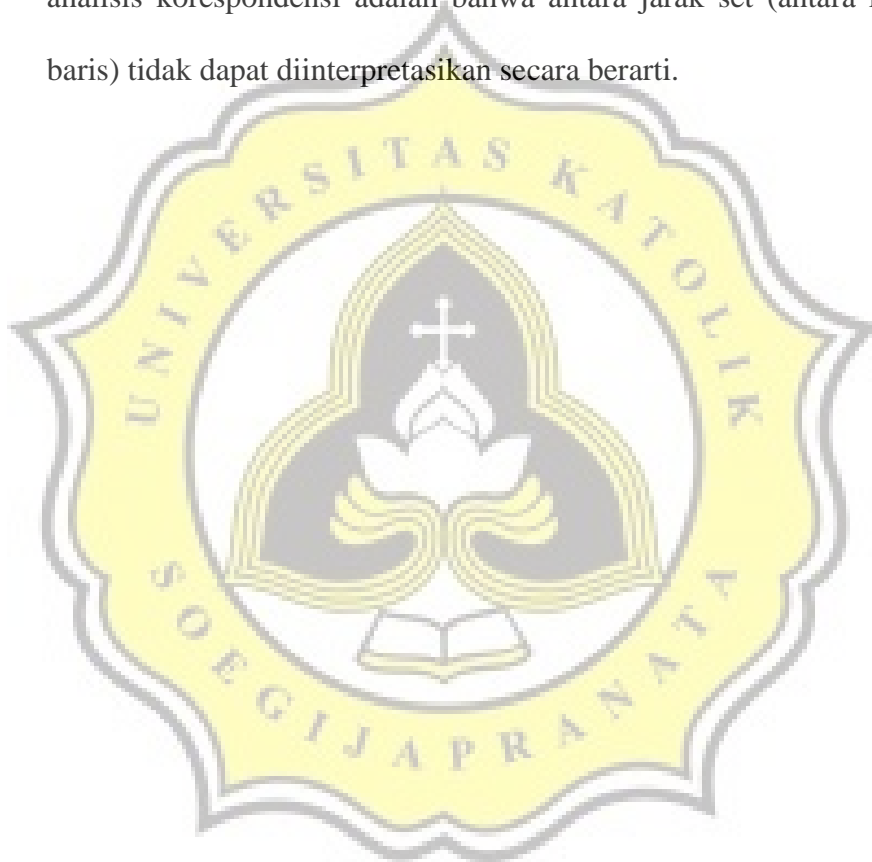 analisis korespondensi adalah bahwa antara jarak set (antara
baris) tidak dapat diinterpretasikan secara berarti.
UNIVERSITAS KATOLIK
SOEGIJAPRANATA